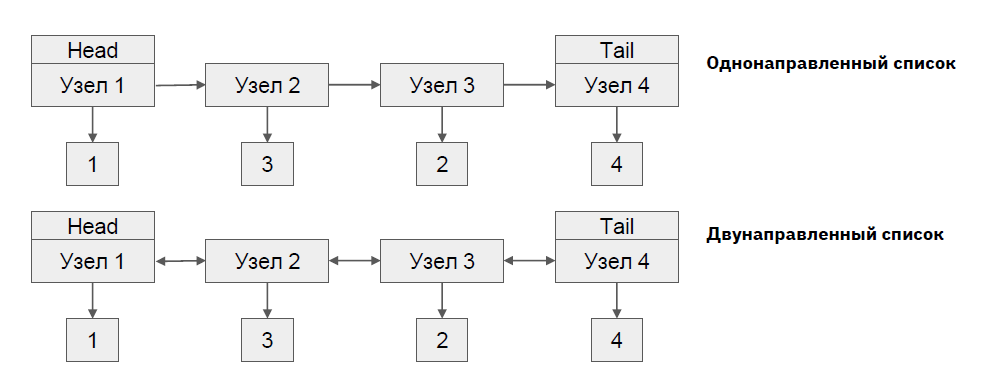 Head
Tail
Однонаправленный список
Узел 1
Узел 2
Узел 3
Узел 4
1
3
2
4
Head
Tail
Двунаправленный список
Узел 1
Узел 2
Узел 3
Узел 4
1
3
2
4